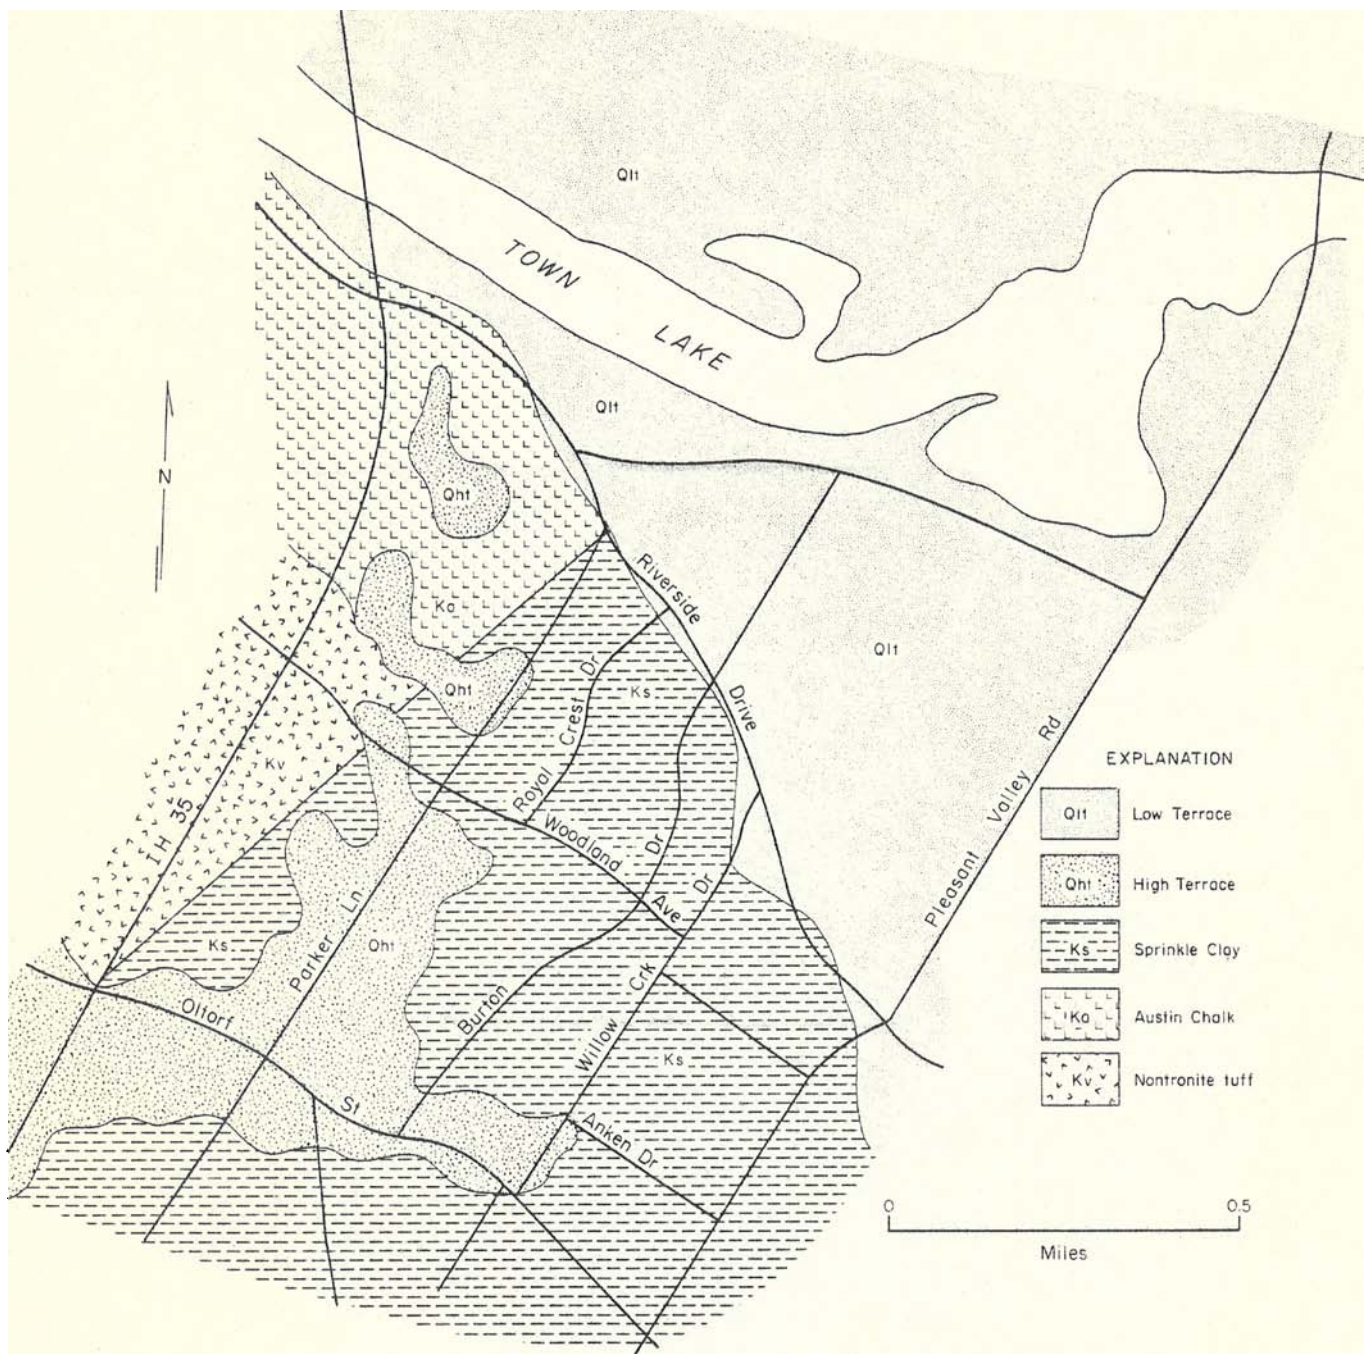 Qlt
TOWN
LAKE
Qlt
N
Qht
Riverside
Ka
Qlt
Qht
Ks
Drive
Royal Crest Dr
Rd
Kv
EXPLANATION
IH 35
Qlt Low Terrace
Woodland
Valley
Dr
Ave
Dr
Qht High Terrace
Pleasant
Ks
Ln
Qht
Ks Sprinkle Clay
Parker
Crk
Oltorf
Burton
Ka Austin Chalk
Willow
Ks
Kv Nontronite tuff
St
Anken Dr
0 0.5
Miles